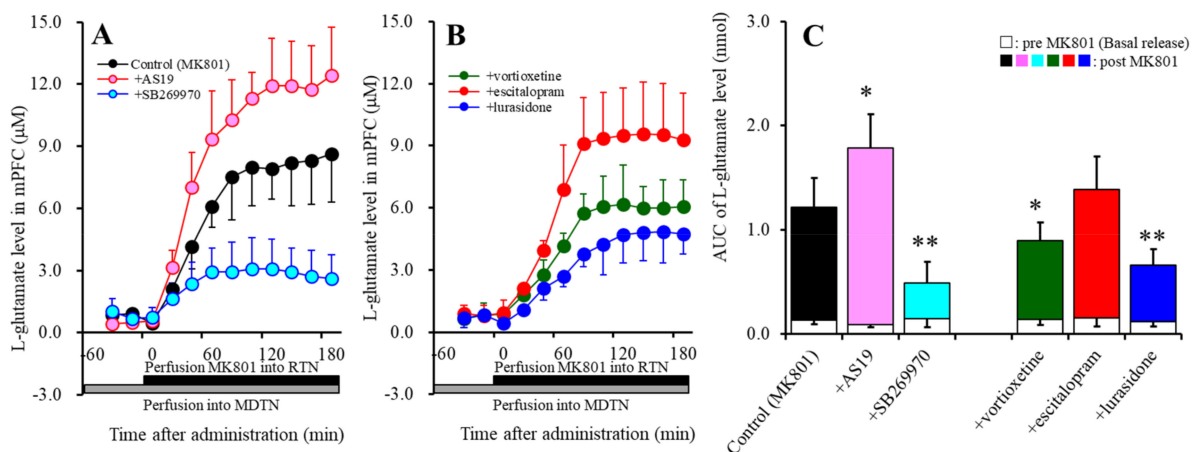 A
Control (MK801)
+AS19
+SB269970
L-glutamate level in mPFC (μM)
15.0
12.0
9.0
6.0
3.0
0.0
-3.0
-60
0
60
120
180
Perfusion MK801 into RTN
Perfusion into MDTN
Time after administration (min)
B
+vortioxetine
+escitalopram
+lurasidone
L-glutamate level in mPFC (μM)
15.0
12.0
9.0
6.0
3.0
0.0
-3.0
-60
0
60
120
180
Perfusion MK801 into RTN
Perfusion into MDTN
Time after administration (min)
C
: pre MK801 (Basal release)
: post MK801
AUC of L-glutamate level (nmol)
3.0
2.0
1.0
0.0
*
**
*
**
Control (MK801)
+AS19
+SB269970
+vortioxetine
+escitalopram
+lurasidone